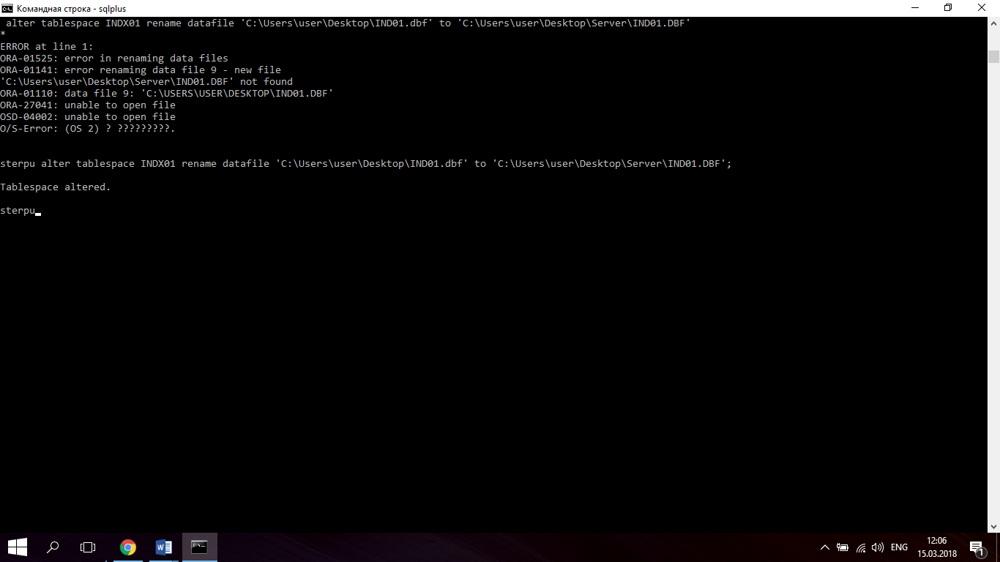 Командная строка - sqlplus
alter tablespace INDX01 rename datafile 'C:\Users\user\Desktop\IND01.dbf' to 'C:\Users\user\Desktop\Server\IND01.DBF'
*
ERROR at line 1:
ORA-01525: error in renaming data files
ORA-01141: error renaming data file 9 - new file
'C:\Users\user\Desktop\Server\IND01.DBF' not found
ORA-01110: data file 9: 'C:\USERS\USER\DESKTOP\IND01.DBF'
ORA-27041: unable to open file
OSD-04002: unable to open file
O/S-Error: (OS 2) ? ?????????.
sterpu alter tablespace INDX01 rename datafile 'C:\Users\user\Desktop\IND01.dbf' to 'C:\Users\user\Desktop\Server\IND01.DBF';
Tablespace altered.
sterpu
ENG
12:06
15.03.2018
1